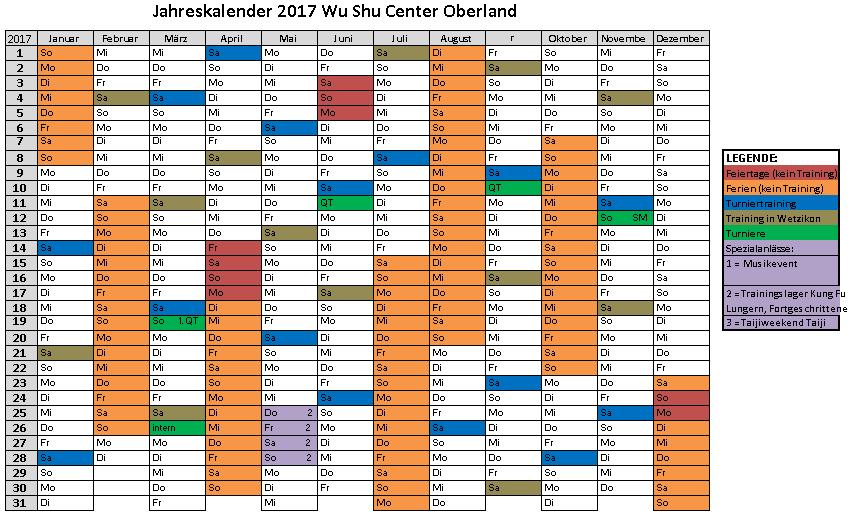 Jahreskalender 2017 Wu Shu Center Oberland
2017 Januar Februar März April Mai Juni Juli August r Oktober Novembe Dezember
1 So Mi Mi Sa Mo Do Sa Di Fr So Mi Fr
2 Mo Do Do So Di Fr So Mi Sa Mo Do Sa
3 Di Fr Fr Mo Mi Sa Mo Do So Di Fr So
4 Mi Sa Sa Di Do So Di Fr Mo Mi Sa Mo
5 Do So So Mi Fr Mo Mi Sa Di Do So Di
6 Fr Mo Mo Do Sa Di Do So Mi Fr Mo Mi
7 Sa Di Di Fr So Mi Fr Mo Do Sa Di Do
8 So Mi Mi Sa Mo Do Sa Di Fr So Mi Fr
9 Mo Do Do So Di Fr So Mi Sa Mo Do Sa
10 Di Fr Fr Mo Mi Sa Mo Do QT Di Fr So
11 Mi Sa Sa Di Do QT Di Fr Mo Mi Sa Mo
12 Do So So Mi Fr Mo Mi Sa Di Do So SM Di
13 Fr Mo Mo Do Sa Di Do So Mi Fr Mo Mi
14 Sa Di Di Fr So Mi Fr Mo Do Sa Di Do
15 So Mi Mi Sa Mo Do Sa Di Fr So Mi Fr
16 Mo Do Do So Di Fr So Mi Sa Mo Do Sa
17 Di Fr Fr Mo Mi Sa Mo Do So Di Fr So
18 Mi Sa Sa Di Do So Di Fr Mo Mi Sa Mo
19 Do So So 1.QT Mi Fr Mo Mi Sa Di Do So Di
20 Fr Mo Mo Do Sa Di Do So Mi Fr Mo Mi
21 Sa Di Di Fr So Mi Fr Mo Do Sa Di Do
22 So Mi Mi Sa Mo Do Sa Di Fr So Mi Fr
23 Mo Do Do So Di Fr So Mi Sa Mo Do Sa
24 Di Fr Fr Mo Mi Sa Mo Do So Di Fr So
25 Mi Sa Sa Di Do 2 So Di Fr Mo Mi Sa Mo
26 Do So intern Mi Fr 2 Mo Mi Sa Di Do So Di
27 Fr Mo Mo Do Sa 2 Di Do So Mi Fr Mo Mi
28 Sa Di Di Fr So 2 Mi Fr Mo Do Sa Di Do
29 So Mi Sa Mo Do Sa Di Fr So Mi Fr
30 Mo Do So Di Fr So Mi Sa Mo Do Sa
31 Di Fr Mi Mo Do Di So
LEGENDE:
Feiertage (kein Training)
Ferien (kein Training)
Turniertraining
Training in Wetzikon
Turniere
Spezialanlässe:
1 = Musikevent
2 = Trainingslager Kung Fu
Lungern, Fortgeschrittene
3 = Taijiweekend Taiji